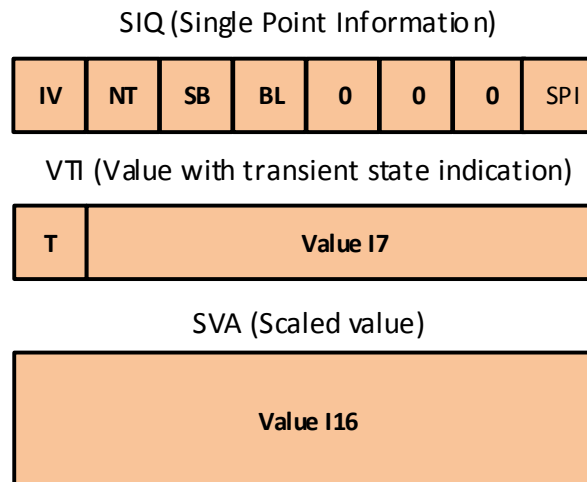 SIQ (Single Point Information)
IV NT SB BL 0 0 0 SPI
VTI (Value with transient state indication)
T Value I7
SVA (Scaled value)
Value I16